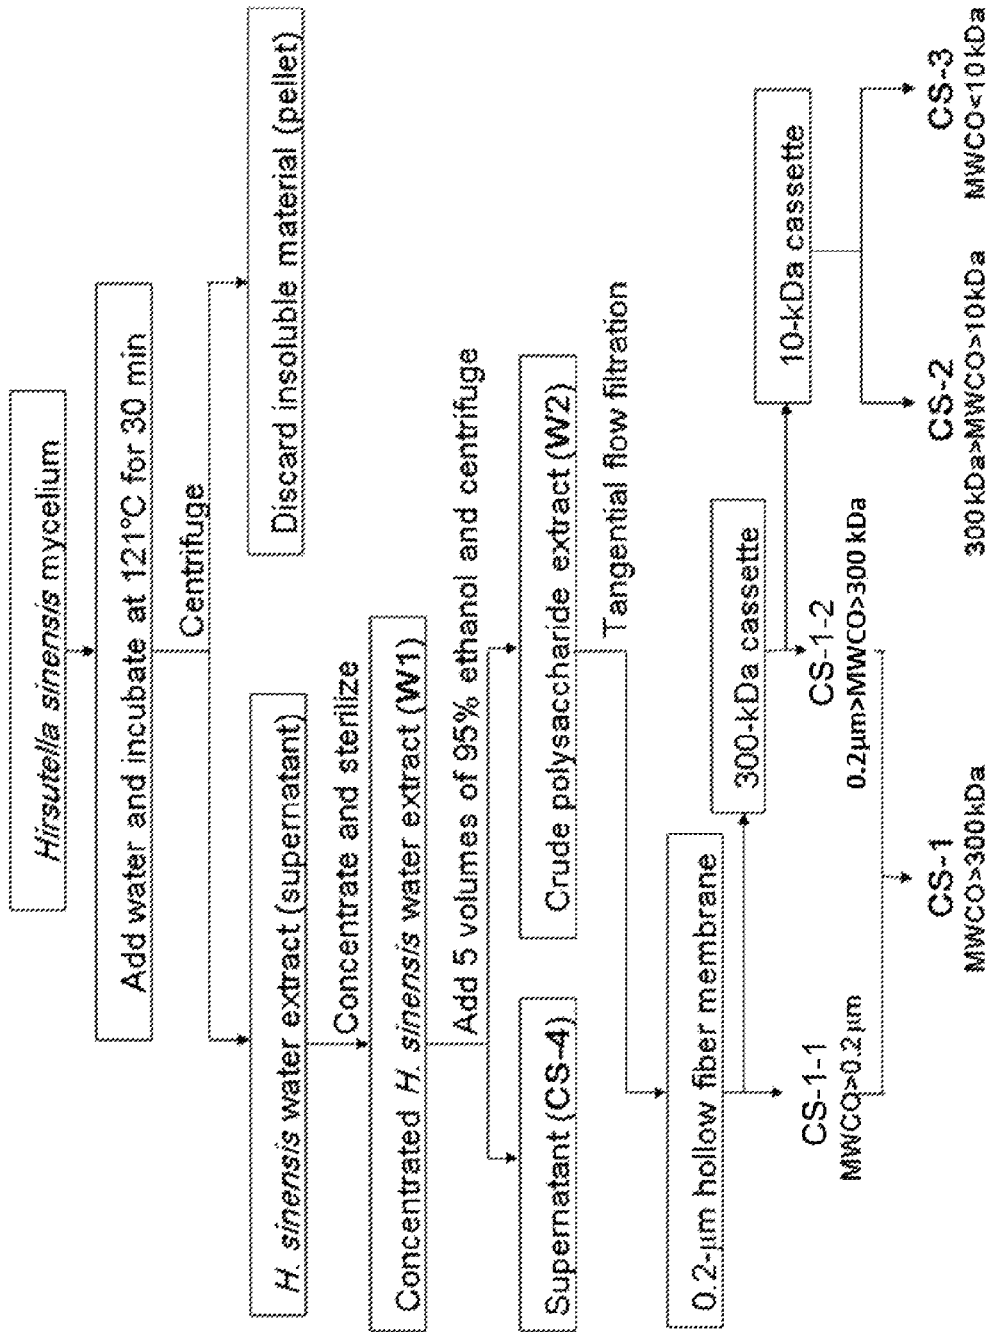 Hirsutella sinensis mycelium
Add water and incubate at 121°C for 30 min
Centrifuge
H. sinensis water extract (supernatant)
Discard insoluble material (pellet)
Concentrate and sterilize
Concentrated H. sinensis water extract (W1)
Add 5 volumes of 95% ethanol and centrifuge
Supernatant (CS-4)
Crude polysaccharide extract (W2)
Tangential flow filtration
0.2-μm hollow fiber membrane
300-kDa cassette
10-kDa cassette
CS-1-1
MWCO>0.2μm
CS-1-2
0.2μm>MWCO>300 kDa
CS-1
MWCO>300kDa
CS-2
300kDa>MWCO>10kDa
CS-3
MWCO<10kDa